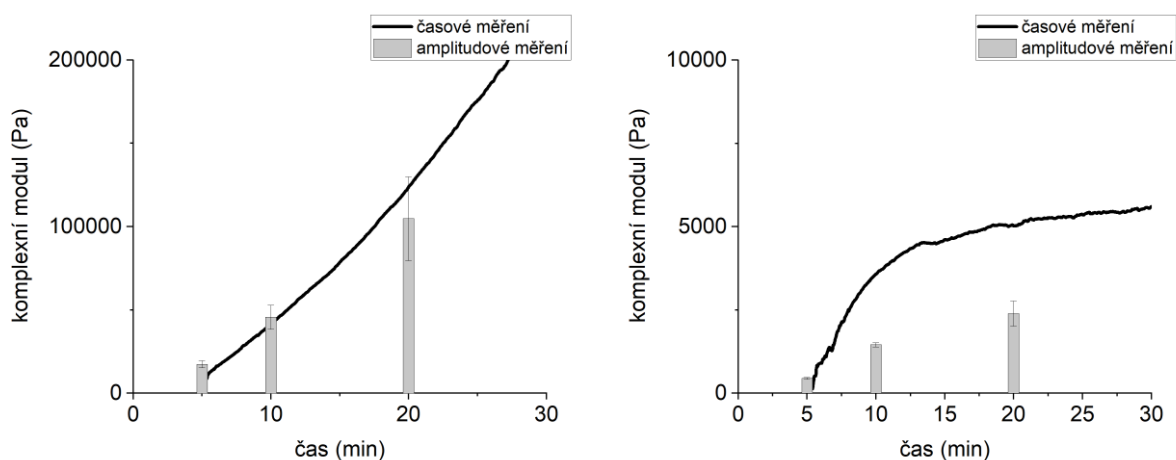 časové měření
amplitudové měření
200000
100000
0
komplexní modul (Pa)
0 10 20 30
čas (min)
časové měření
amplitudové měření
10000
5000
0
komplexní modul (Pa)
0 5 10 15 20 25 30
čas (min)